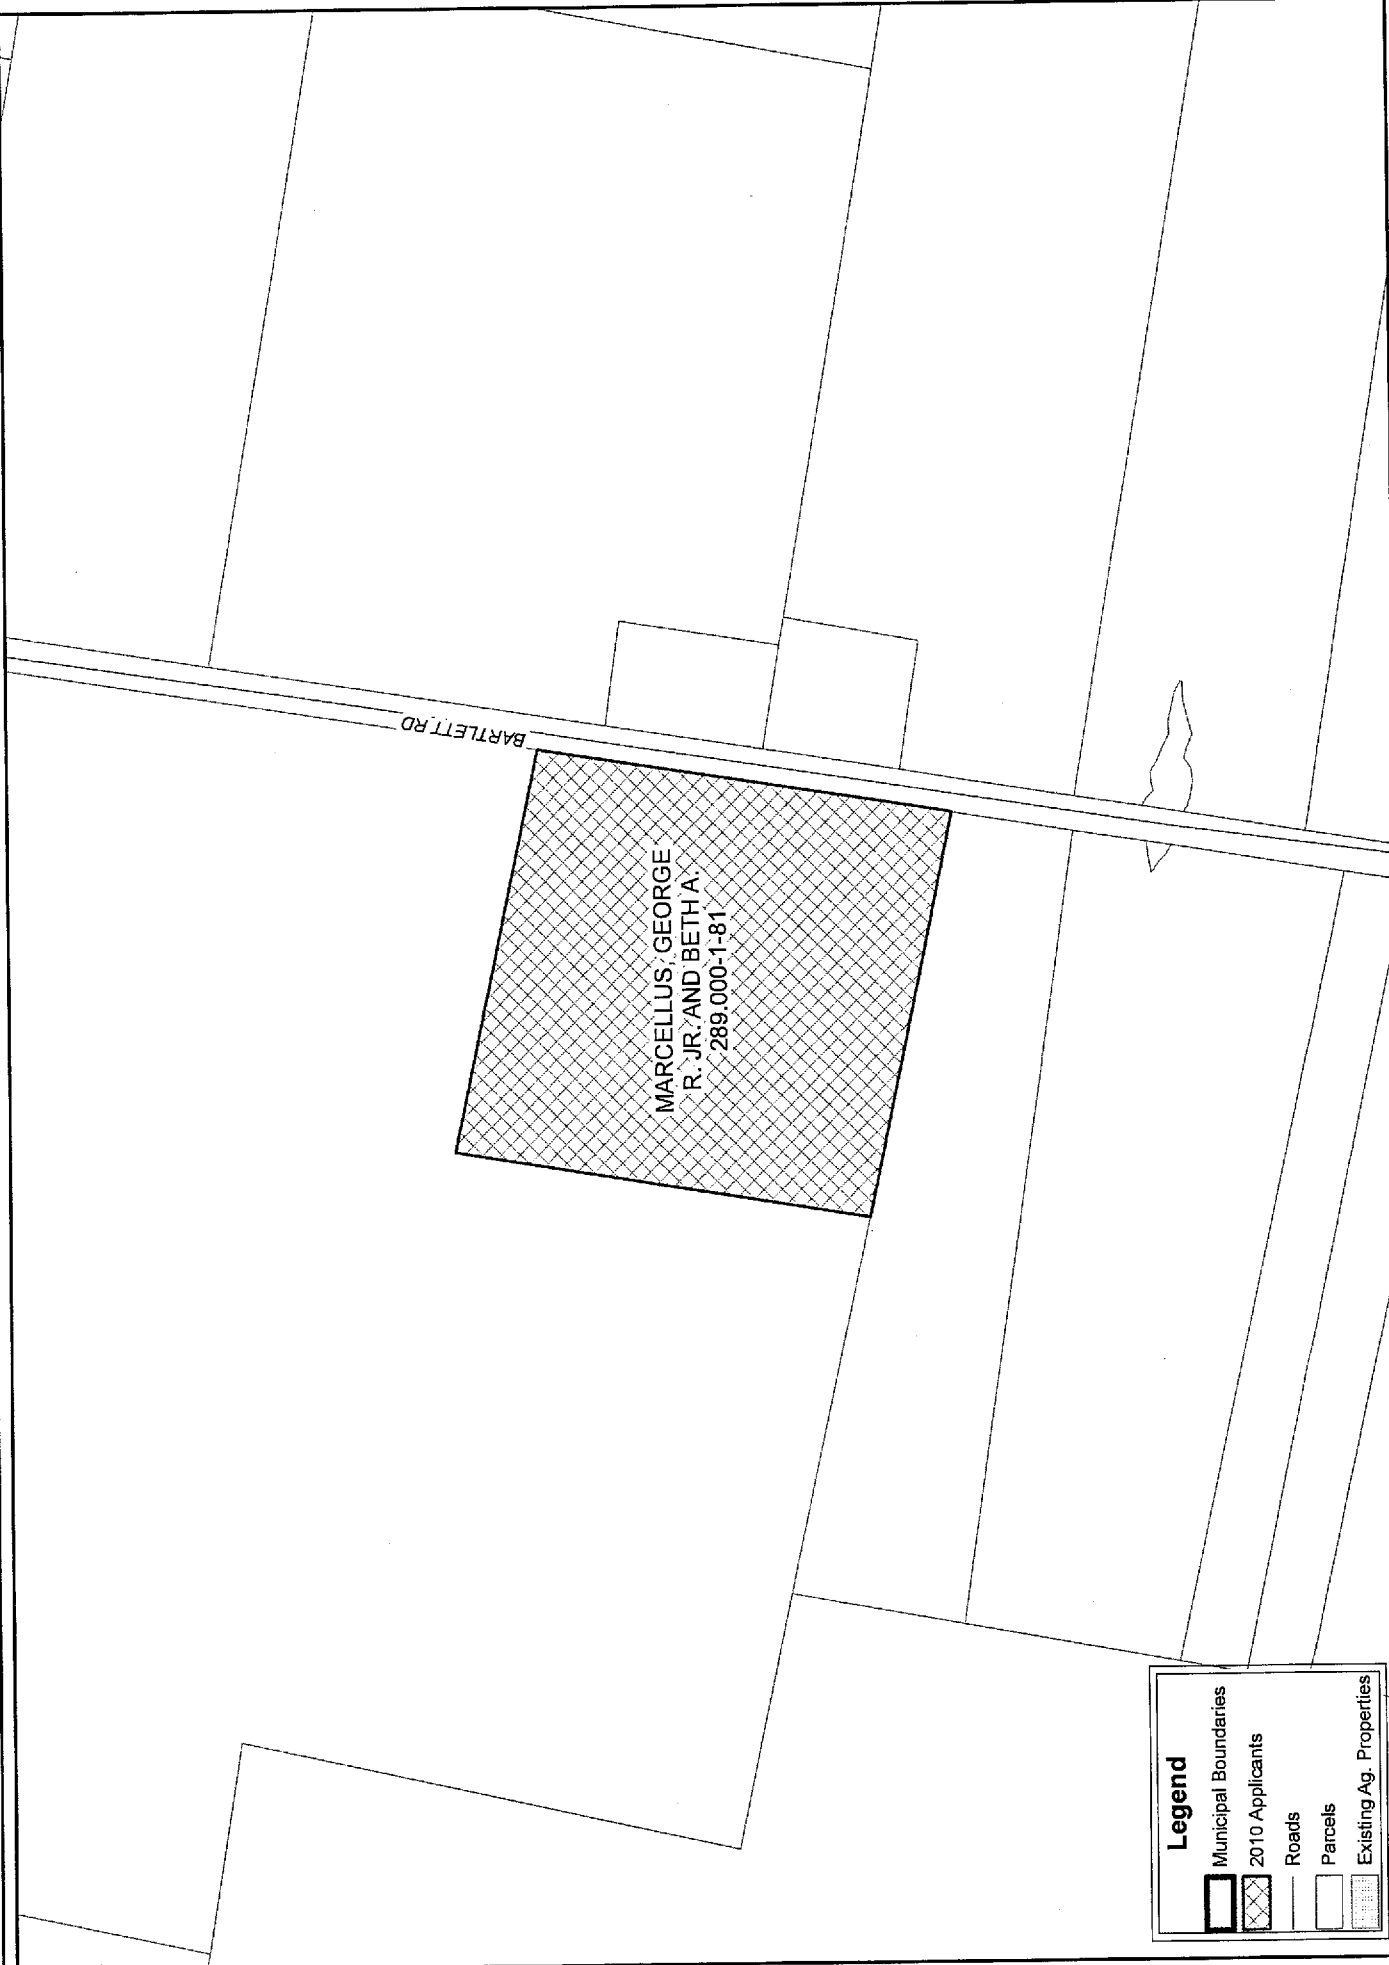 BARTLETT RD
MARCELLUS, GEORGE
R. JR. AND BETH A.
289.000-1-81
Legend
Municipal Boundaries
2010 Applicants
Roads
Parcels
Existing Ag. Properties